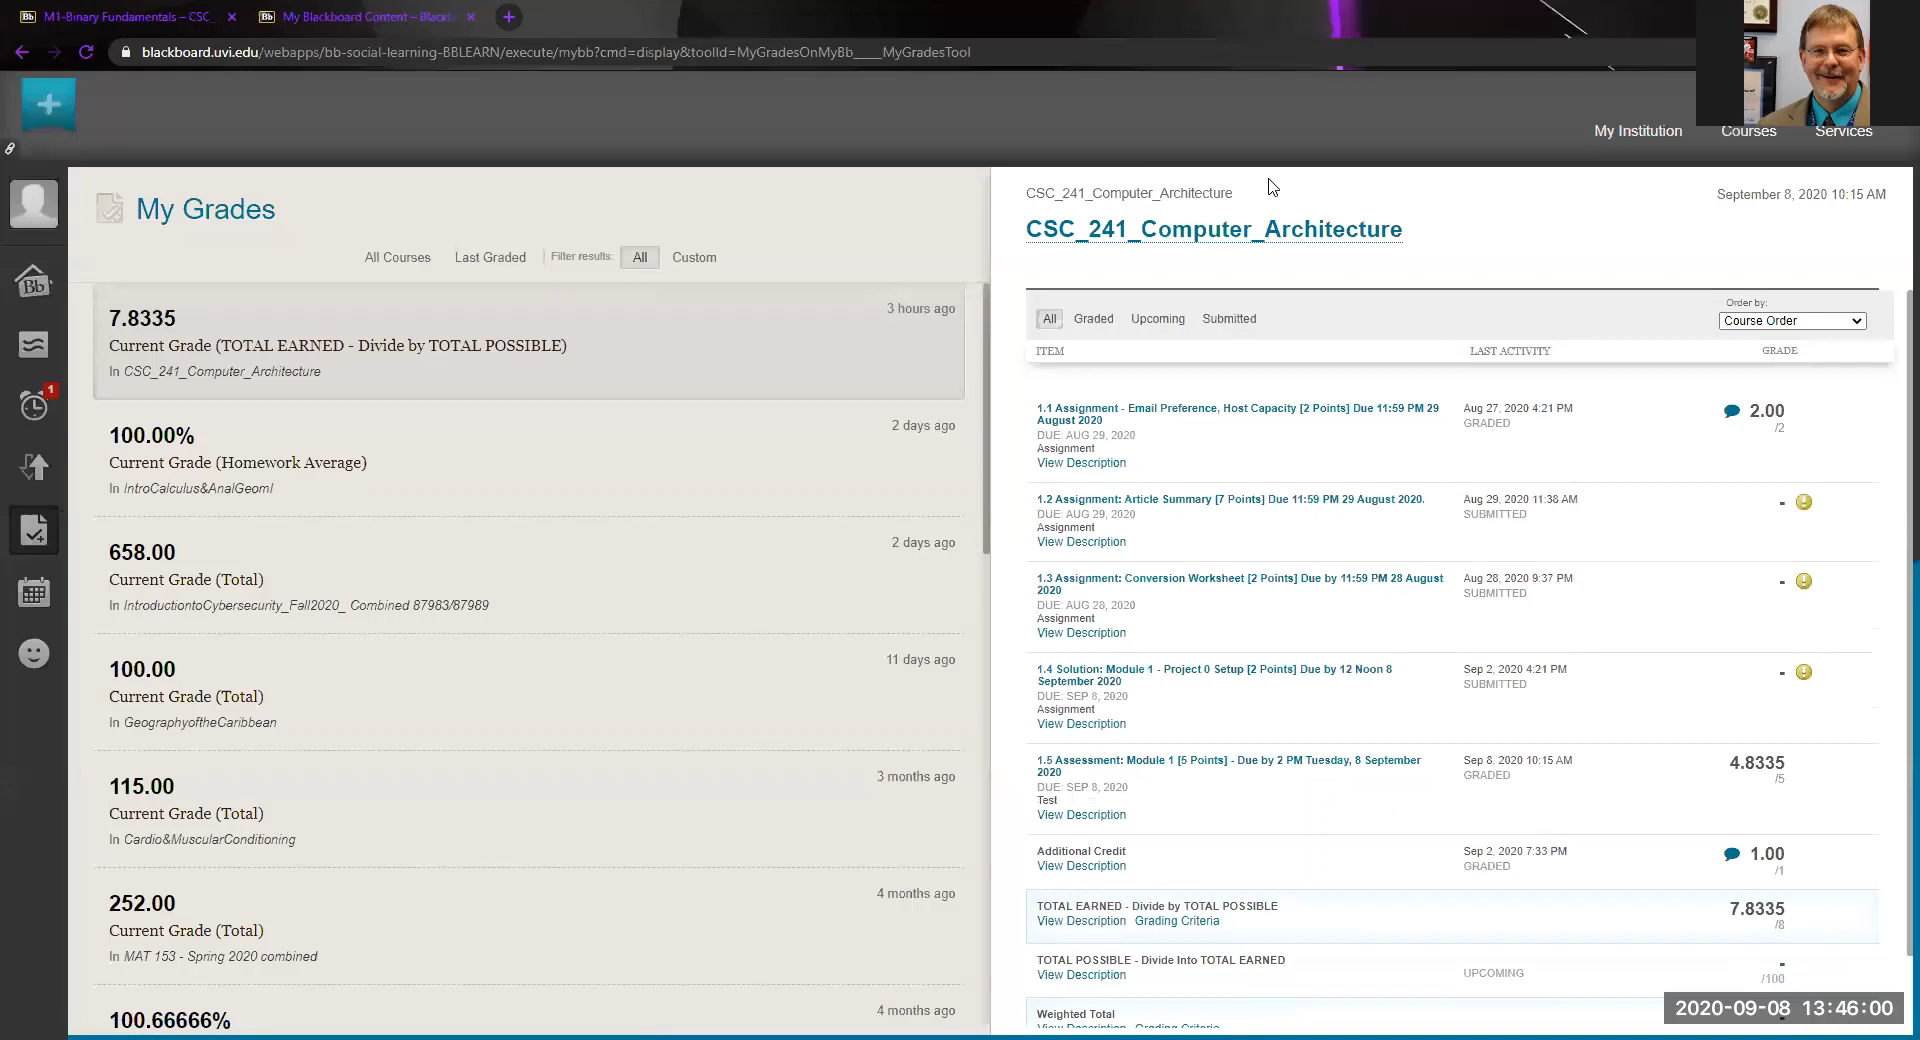 Bb M1-Binary Fundamentals – CSC_
Bb My Blackboard Content – Blackb
blackboard.uvi.edu/webapps/bb-social-learning-BBLEARN/execute/mybb?cmd=display&toolId=MyGradesOnMyBb____MyGradesTool
My Institution
Courses
Services
Bb
1
My Grades
All Courses
Last Graded
Filter results:
All
Custom
7.8335
3 hours ago
Current Grade (TOTAL EARNED - Divide by TOTAL POSSIBLE)
In CSC_241_Computer_Architecture
100.00%
2 days ago
Current Grade (Homework Average)
In IntroCalculus&AnalGeomI
658.00
2 days ago
Current Grade (Total)
In IntroductiontoCybersecurity_Fall2020_ Combined 87983/87989
100.00
11 days ago
Current Grade (Total)
In GeographyoftheCaribbean
115.00
3 months ago
Current Grade (Total)
In Cardio&MuscularConditioning
252.00
4 months ago
Current Grade (Total)
In MAT 153 - Spring 2020 combined
100.66666%
4 months ago
CSC_241_Computer_Architecture
September 8, 2020 10:15 AM
CSC_241_Computer_Architecture
All
Graded
Upcoming
Submitted
Order by:
Course Order
ITEM
LAST ACTIVITY
GRADE
1.1 Assignment - Email Preference, Host Capacity [2 Points] Due 11:59 PM 29
August 2020
DUE: AUG 29, 2020
Assignment
View Description
Aug 27, 2020 4:21 PM
GRADED
2.00
/2
1.2 Assignment: Article Summary [7 Points] Due 11:59 PM 29 August 2020.
DUE: AUG 29, 2020
Assignment
View Description
Aug 29, 2020 11:38 AM
SUBMITTED
-
1.3 Assignment: Conversion Worksheet [2 Points] Due by 11:59 PM 28 August
2020
DUE: AUG 28, 2020
Assignment
View Description
Aug 28, 2020 9:37 PM
SUBMITTED
-
1.4 Solution: Module 1 - Project 0 Setup [2 Points] Due by 12 Noon 8
September 2020
DUE: SEP 8, 2020
Assignment
View Description
Sep 2, 2020 4:21 PM
SUBMITTED
-
1.5 Assessment: Module 1 [5 Points] - Due by 2 PM Tuesday, 8 September
2020
DUE: SEP 8, 2020
Test
View Description
Sep 8, 2020 10:15 AM
GRADED
4.8335
/5
Additional Credit
View Description
Sep 2, 2020 7:33 PM
GRADED
1.00
/1
TOTAL EARNED - Divide by TOTAL POSSIBLE
View Description Grading Criteria
7.8335
/8
TOTAL POSSIBLE - Divide Into TOTAL EARNED
View Description
UPCOMING
-
/100
Weighted Total
View Description Grading Criteria
2020-09-08 13:46:00